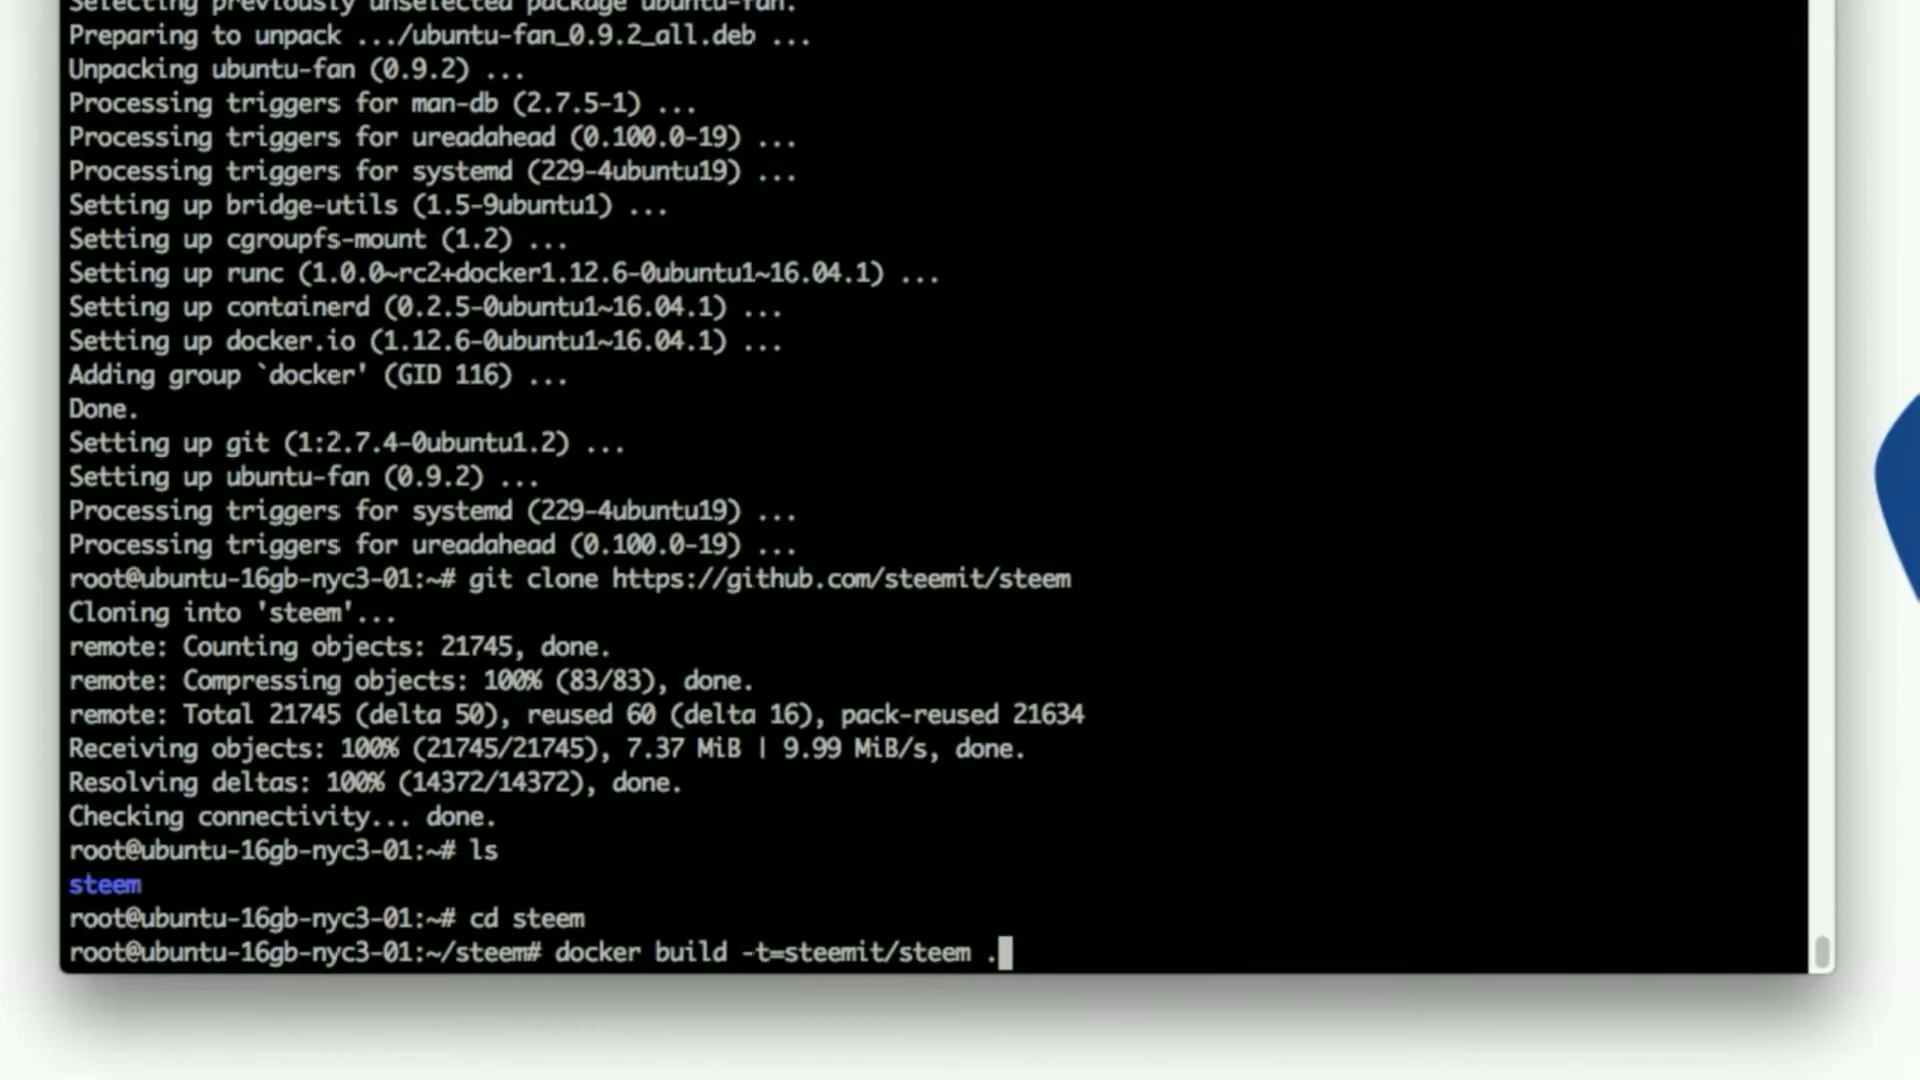 Selecting previously unselected package ubuntu-fan.
Preparing to unpack .../ubuntu-fan_0.9.2_all.deb ...
Unpacking ubuntu-fan (0.9.2) ...
Processing triggers for man-db (2.7.5-1) ...
Processing triggers for ureadahead (0.100.0-19) ...
Processing triggers for systemd (229-4ubuntu19) ...
Setting up bridge-utils (1.5-9ubuntu1) ...
Setting up cgroupfs-mount (1.2) ...
Setting up runc (1.0.0~rc2+docker1.12.6-0ubuntu1~16.04.1) ...
Setting up containerd (0.2.5-0ubuntu1~16.04.1) ...
Setting up docker.io (1.12.6-0ubuntu1~16.04.1) ...
Adding group `docker' (GID 116) ...
Done.
Setting up git (1:2.7.4-0ubuntu1.2) ...
Setting up ubuntu-fan (0.9.2) ...
Processing triggers for systemd (229-4ubuntu19) ...
Processing triggers for ureadahead (0.100.0-19) ...
root@ubuntu-16gb-nyc3-01:~# git clone https://github.com/steemit/steem
Cloning into 'steem'...
remote: Counting objects: 21745, done.
remote: Compressing objects: 100% (83/83), done.
remote: Total 21745 (delta 50), reused 60 (delta 16), pack-reused 21634
Receiving objects: 100% (21745/21745), 7.37 MiB | 9.99 MiB/s, done.
Resolving deltas: 100% (14372/14372), done.
Checking connectivity... done.
root@ubuntu-16gb-nyc3-01:~# ls
steem
root@ubuntu-16gb-nyc3-01:~# cd steem
root@ubuntu-16gb-nyc3-01:~/steem# docker build -t=steemit/steem .